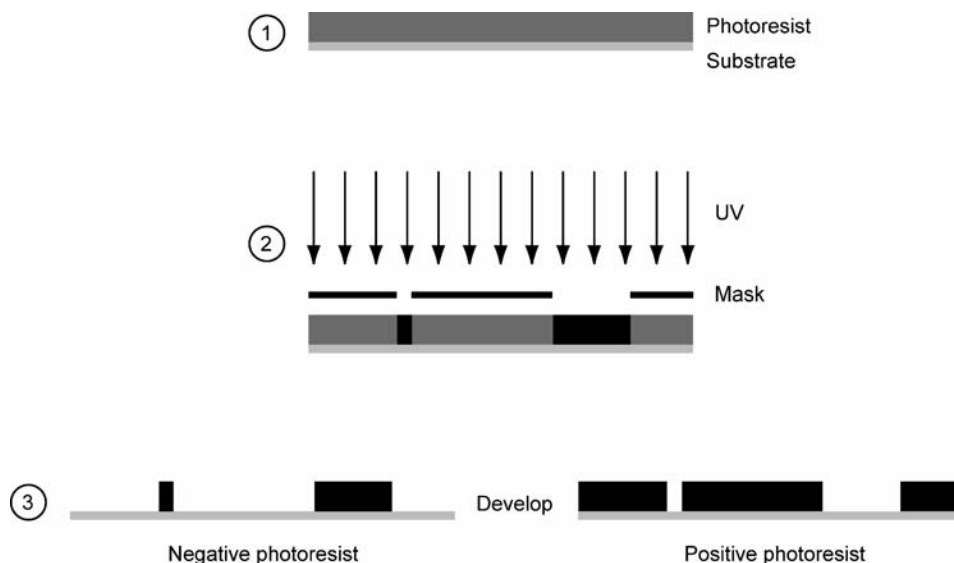 1
Photoresist
Substrate
UV
2
Mask
3
Develop
Negative photoresist
Positive photoresist